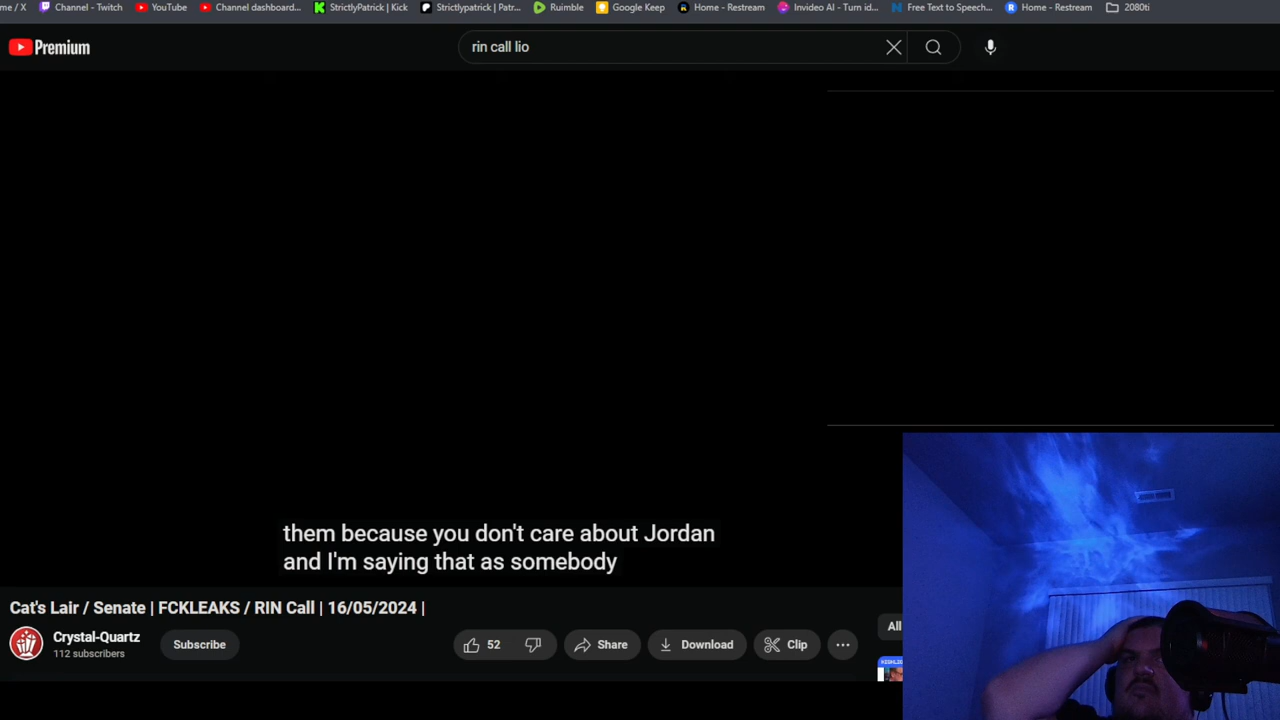 me / X Channel - Twitch YouTube Channel dashboard... StrictlyPatrick | Kick Strictlypatrick | Patr... Rumble Google Keep Home - Restream Invideo AI - Turn id... Free Text to Speech... Home - Restream 2080ti
Premium rin call lio
them because you don't care about Jordan
and I'm saying that as somebody
Cat's Lair / Senate | FCKLEAKS / RIN Call | 16/05/2024 |
Crystal-Quartz
112 subscribers
Subscribe 52 Share Download Clip
All